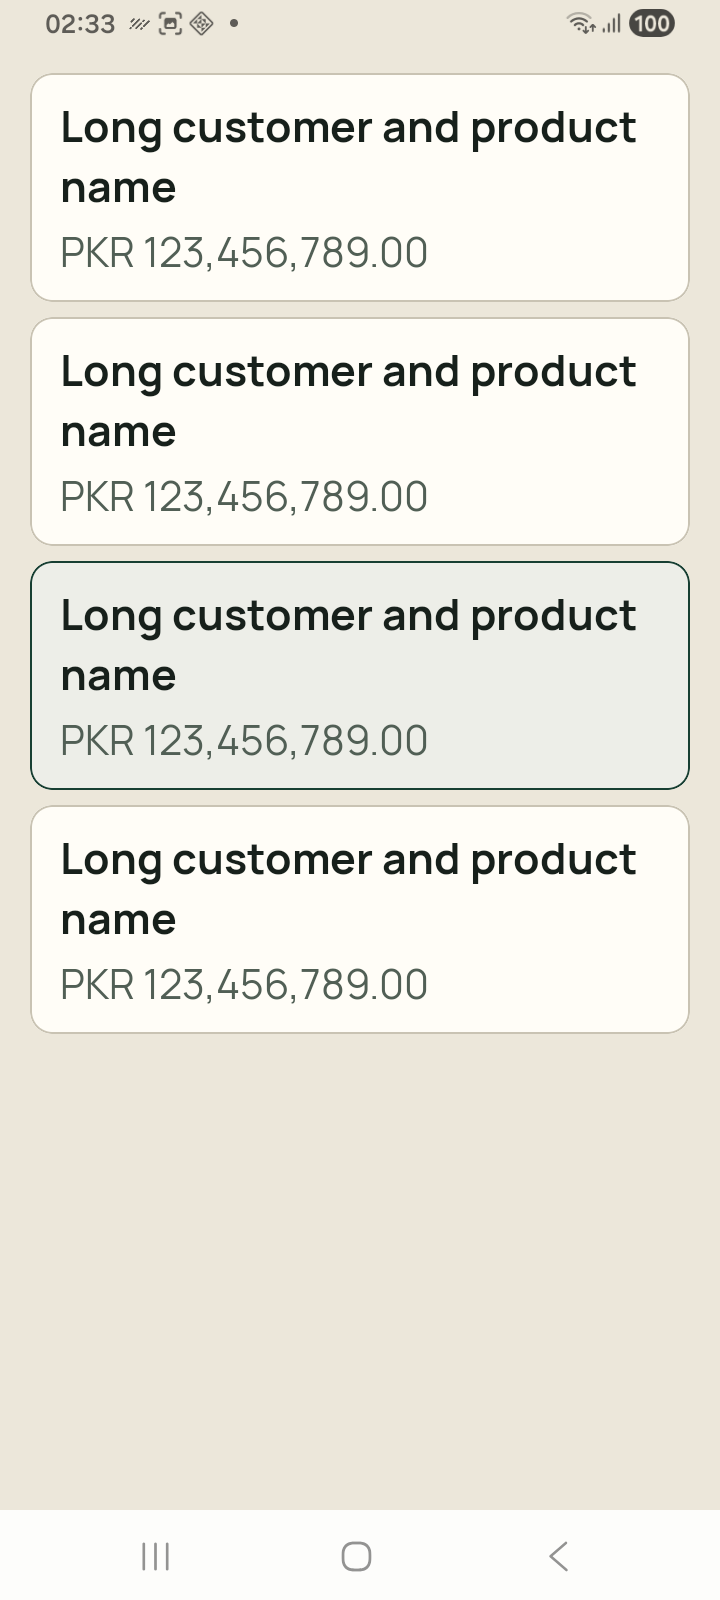 02:33
100
Long customer and product
name
PKR 123,456,789.00
Long customer and product
name
PKR 123,456,789.00
Long customer and product
name
PKR 123,456,789.00
Long customer and product
name
PKR 123,456,789.00